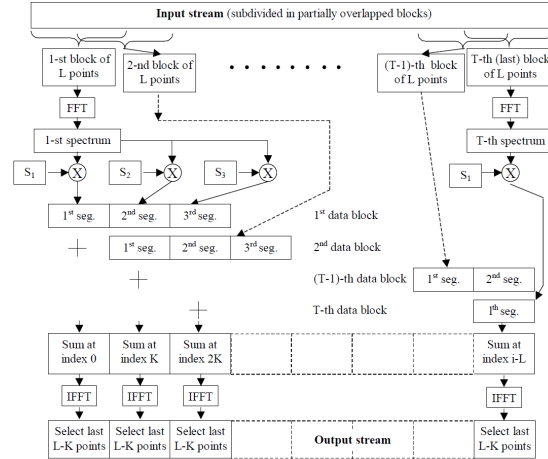 Input stream (subdivided in partially overlapped blocks)
1-st block of
L points
2-nd block of
L points
(T-1)-th block
of L points
T-th (last) block
of L points
FFT
FFT
1-st spectrum
T-th spectrum
S1
X
S2
X
S3
X
S1
X
1st seg.
2nd seg.
3rd seg.
1st data block
+
1st seg.
2nd seg.
3rd seg.
2nd data block
+
(T-1)-th data block
1st seg.
2nd seg.
+
T-th data block
1th seg.
Sum at
index 0
Sum at
index K
Sum at
index 2K
Sum at
index i-L
IFFT
IFFT
IFFT
IFFT
Select last
L-K points
Select last
L-K points
Select last
L-K points
Output stream
Select last
L-K points